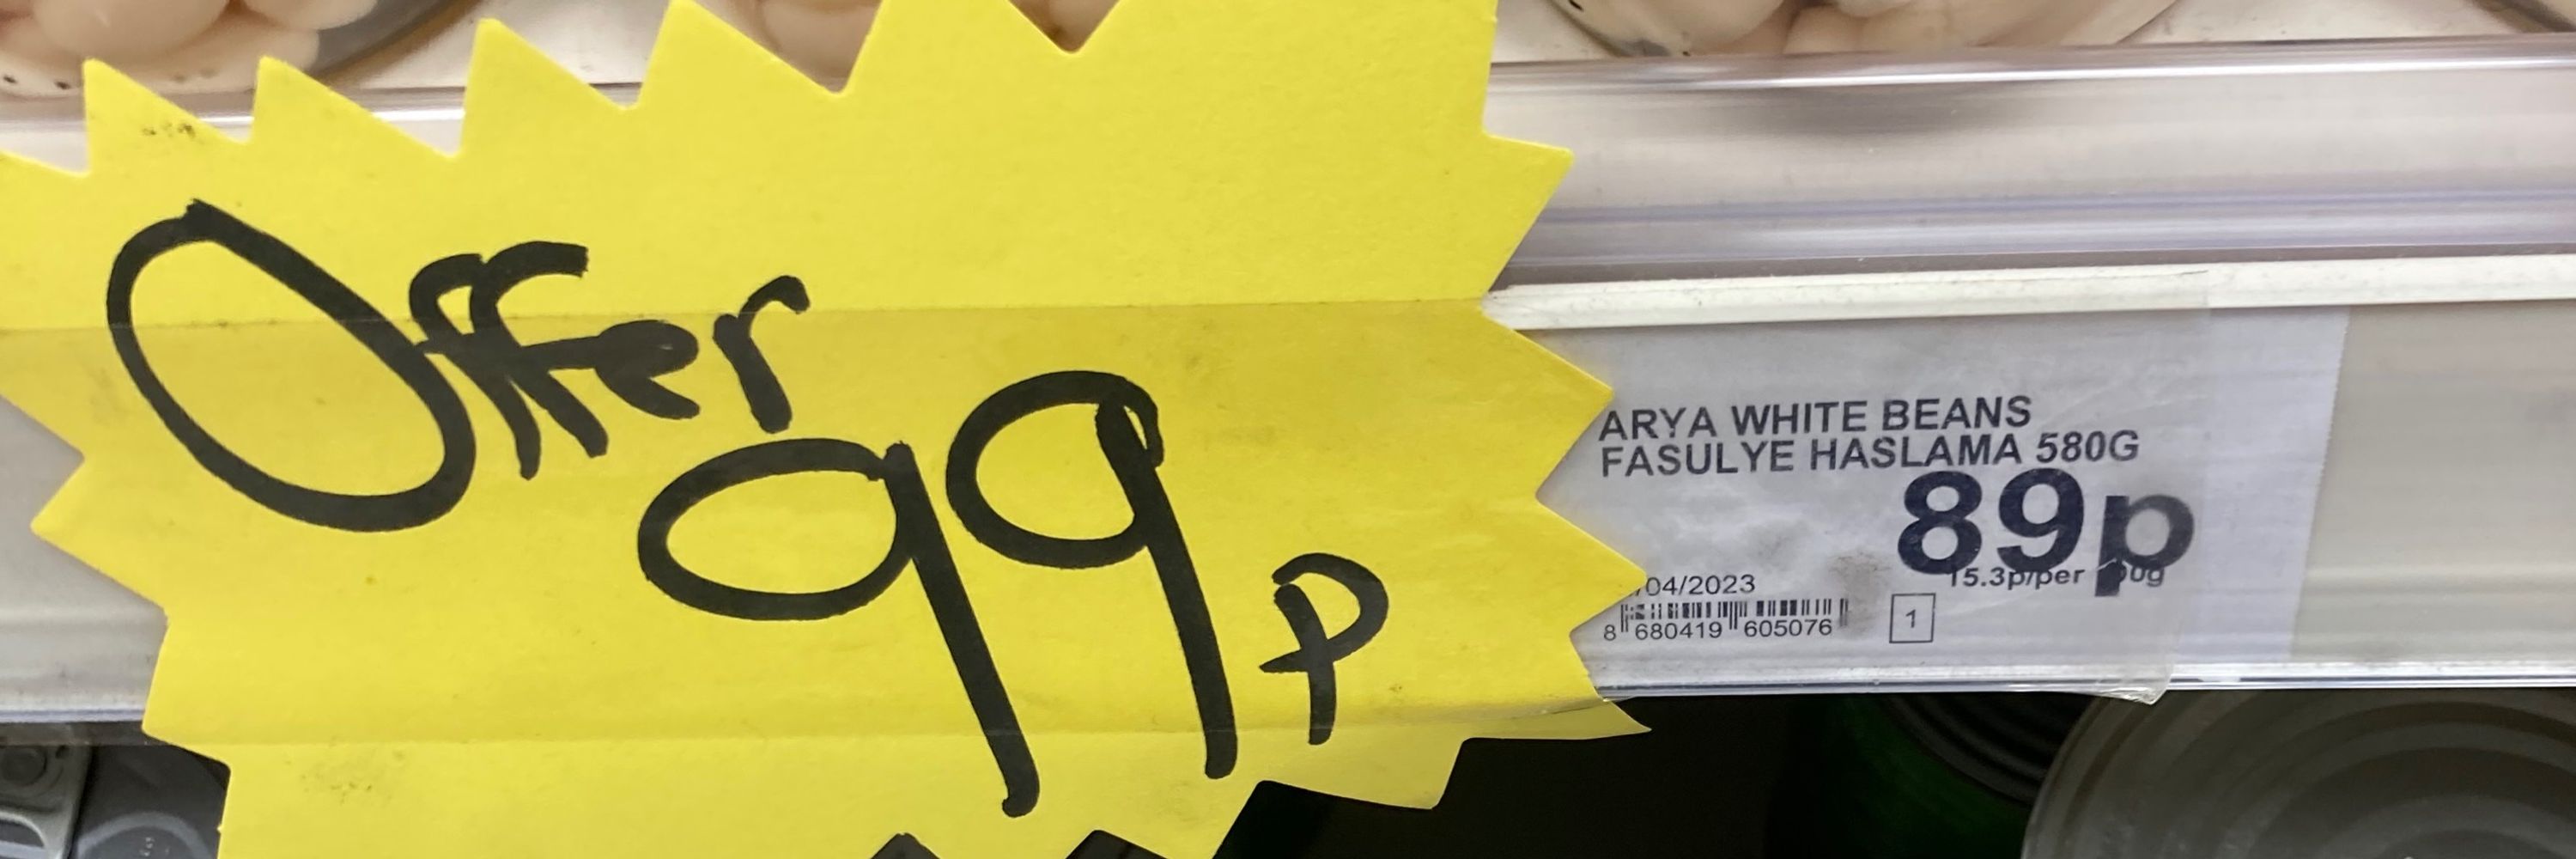 Offer
99p
ARYA WHITE BEANS
FASULYE HASLAMA 580G
89p
15.3p/per
04/2023
8 680419 605076
1